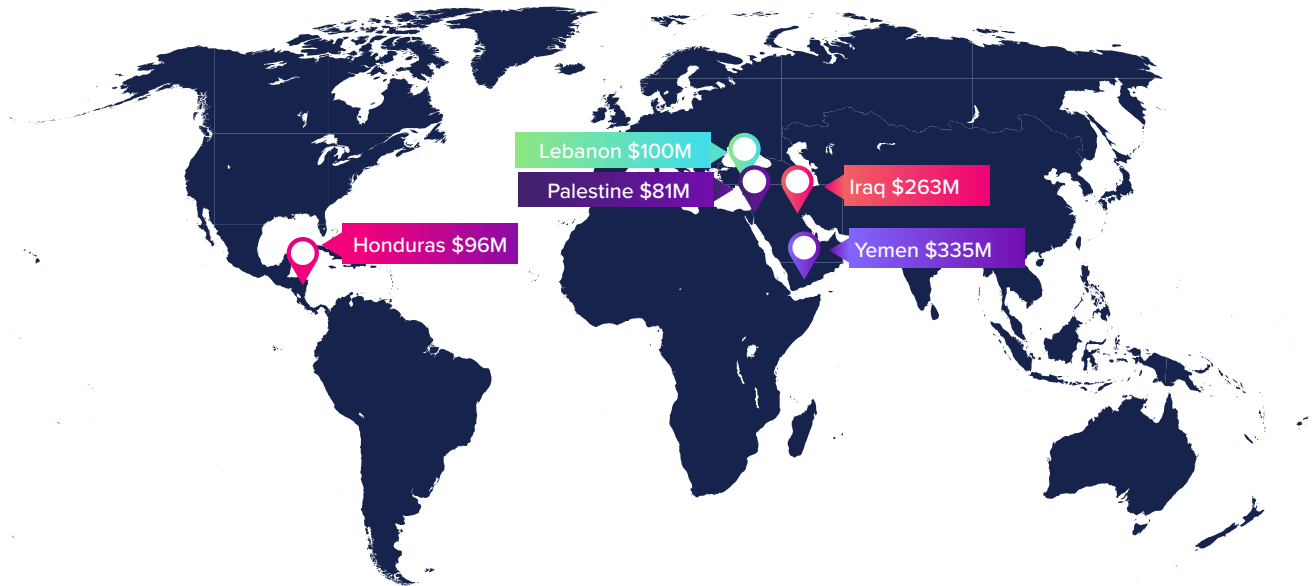 Lebanon $100M
Palestine $81M
Iraq $263M
Honduras $96M
Yemen $335M